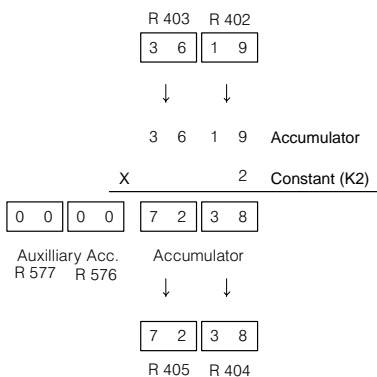 R 403 R 402
3 6 1 9
3 6 1 9 Accumulator
X 2 Constant (K2)
0 0 0 0 7 2 3 8
Auxilliary Acc. Accumulator
R 577 R 576
7 2 3 8
R 405 R 404